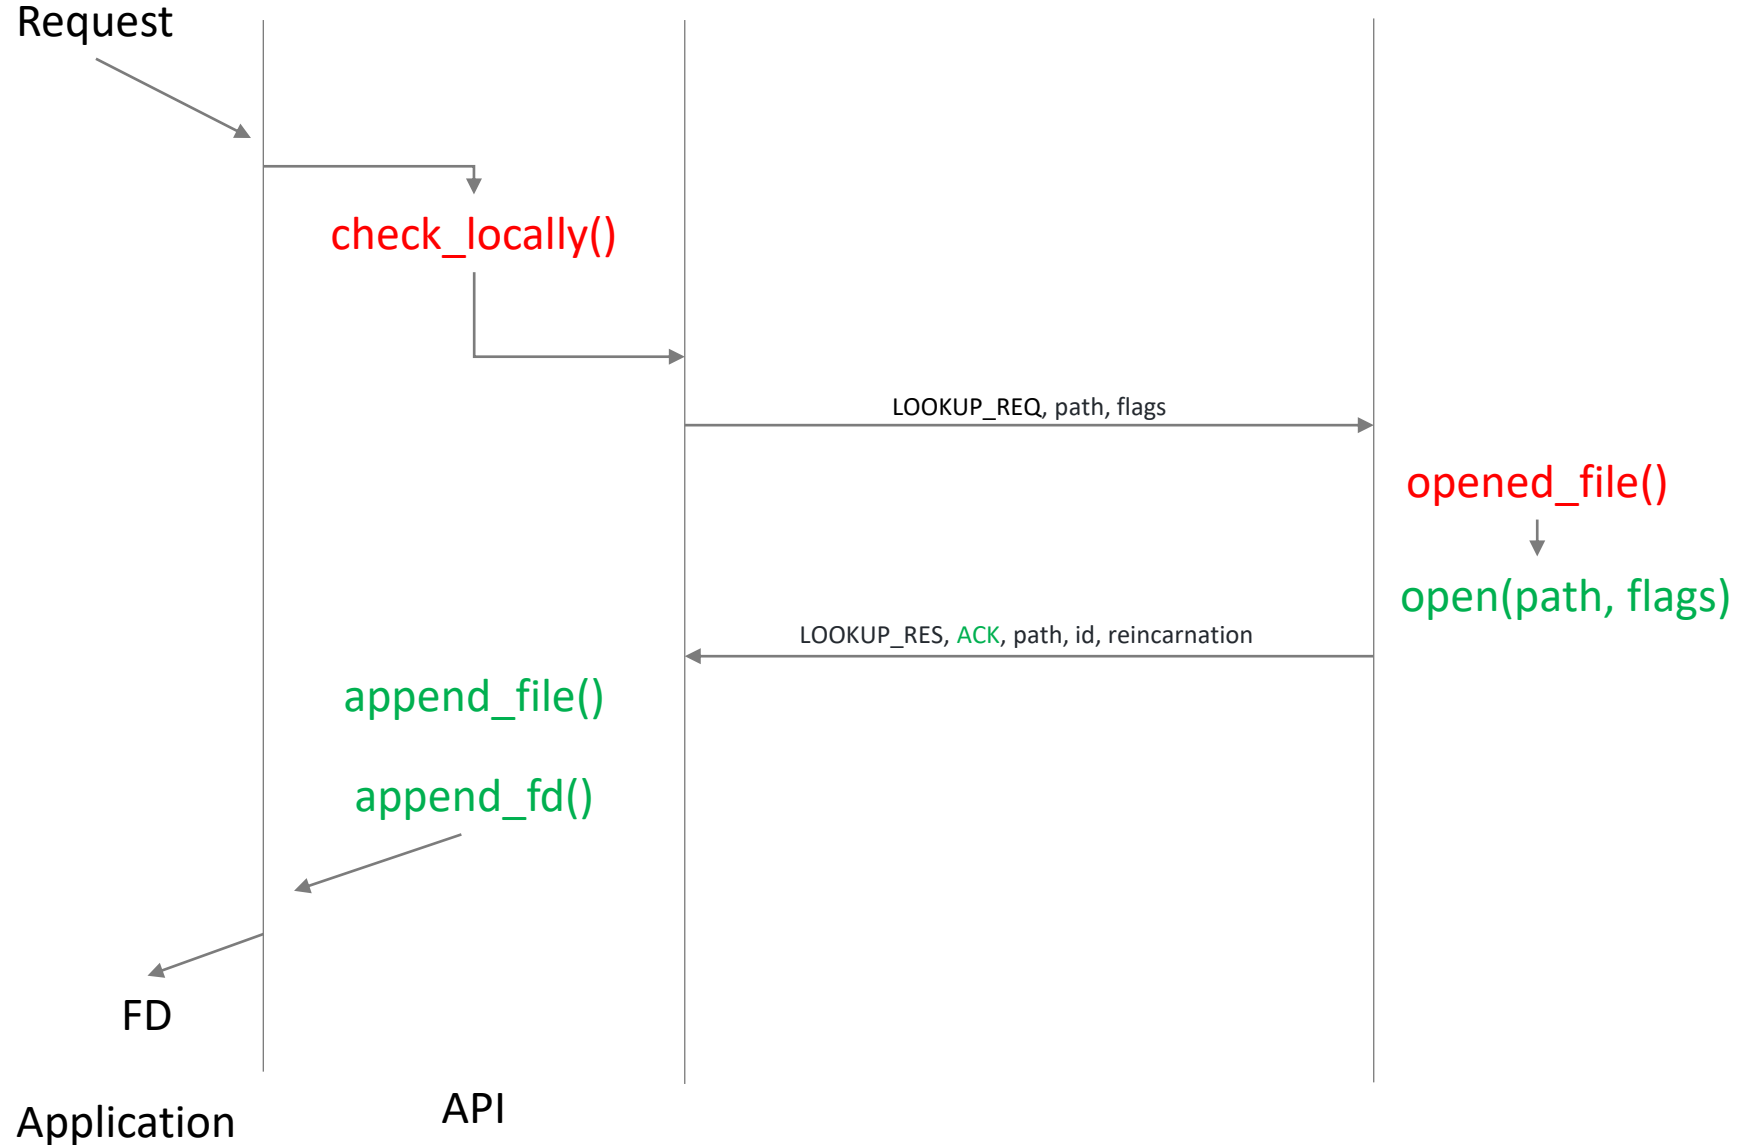 Request
check_locally()
LOOKUP_REQ, path, flags
opened_file()
open(path, flags)
LOOKUP_RES, ACK, path, id, reincarnation
append_file()
append_fd()
FD
Application
API